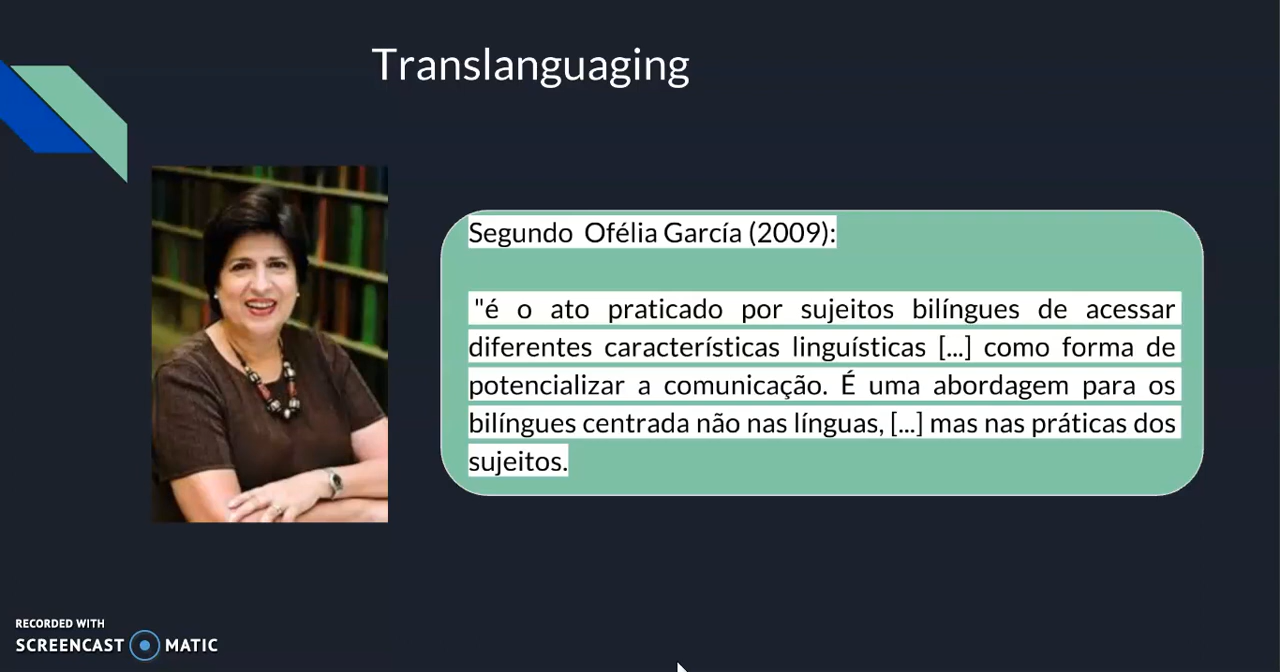 Translanguaging
Segundo Ofélia García (2009):
"é o ato praticado por sujeitos bilíngues de acessar
diferentes características linguísticas [...] como forma de
potencializar a comunicação. É uma abordagem para os
bilíngues centrada não nas línguas, [...] mas nas práticas dos
sujeitos.
RECORDED WITH
SCREENCAST MATIC